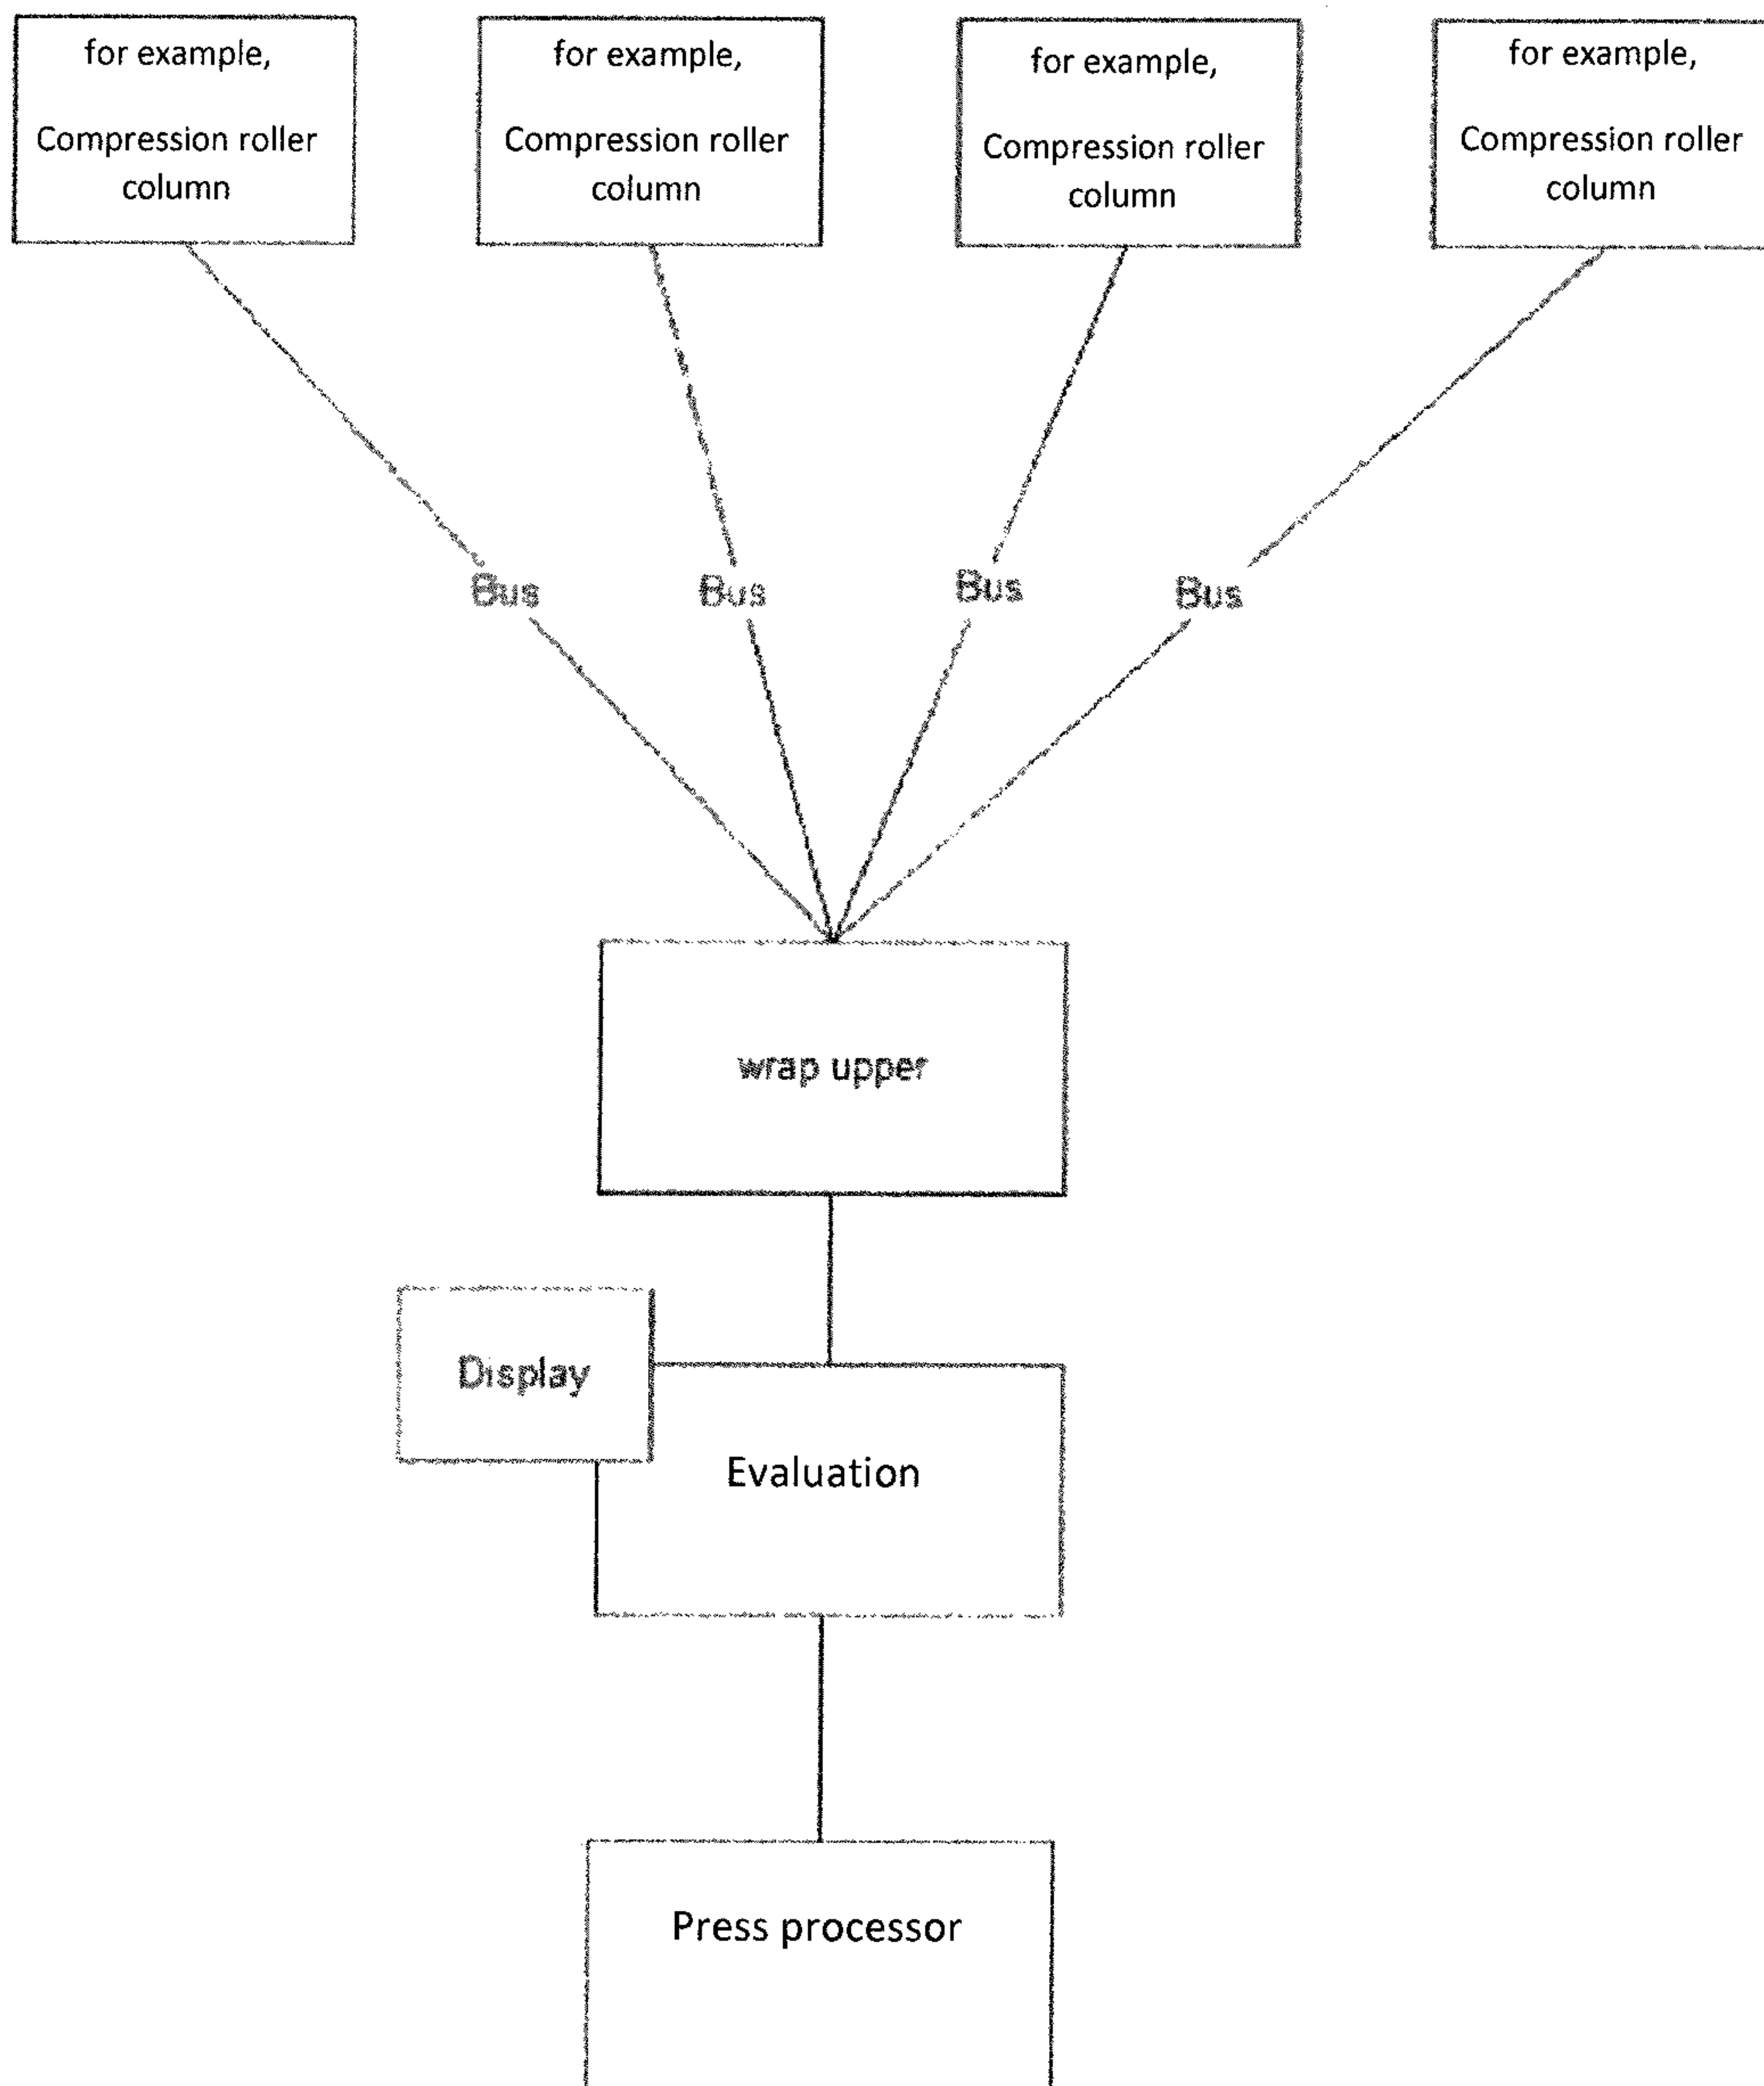 for example,
Compression roller
column
for example,
Compression roller
column
for example,
Compression roller
column
for example,
Compression roller
column
Bus
Bus
Bus
Bus
wrap upper
Display
Evaluation
Press processor